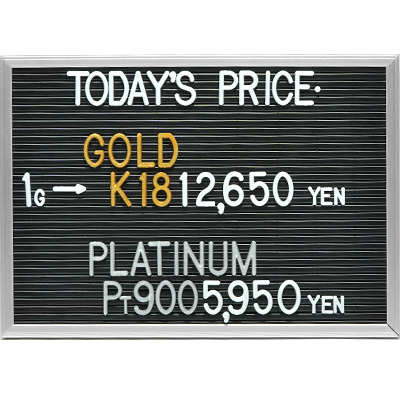 TODAY'S PRICE·
GOLD
1G → K18 12,650 YEN
PLATINUM
PT900 5,950 YEN